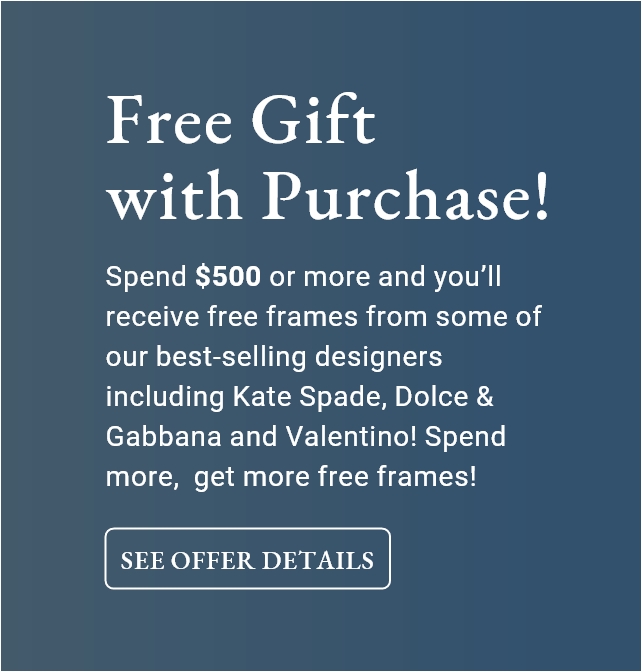 Free Gift
with Purchase!
Spend $500 or more and you’ll
receive free frames from some of
our best-selling designers
including Kate Spade, Dolce &
Gabbana and Valentino! Spend
more,  get more free frames!
SEE OFFER DETAILS